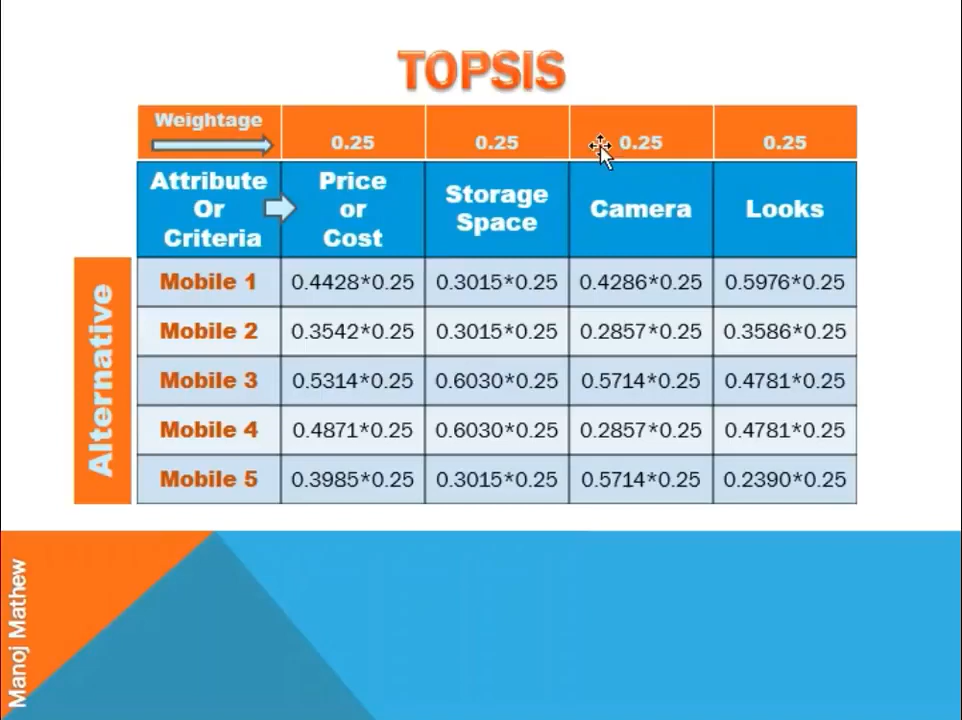 TOPSIS
Weightage 0.25 0.25 0.25 0.25
Attribute Or Criteria Price or Cost Storage Space Camera Looks
Alternative
Mobile 1 0.4428*0.25 0.3015*0.25 0.4286*0.25 0.5976*0.25
Mobile 2 0.3542*0.25 0.3015*0.25 0.2857*0.25 0.3586*0.25
Mobile 3 0.5314*0.25 0.6030*0.25 0.5714*0.25 0.4781*0.25
Mobile 4 0.4871*0.25 0.6030*0.25 0.2857*0.25 0.4781*0.25
Mobile 5 0.3985*0.25 0.3015*0.25 0.5714*0.25 0.2390*0.25
Manoj Mathew